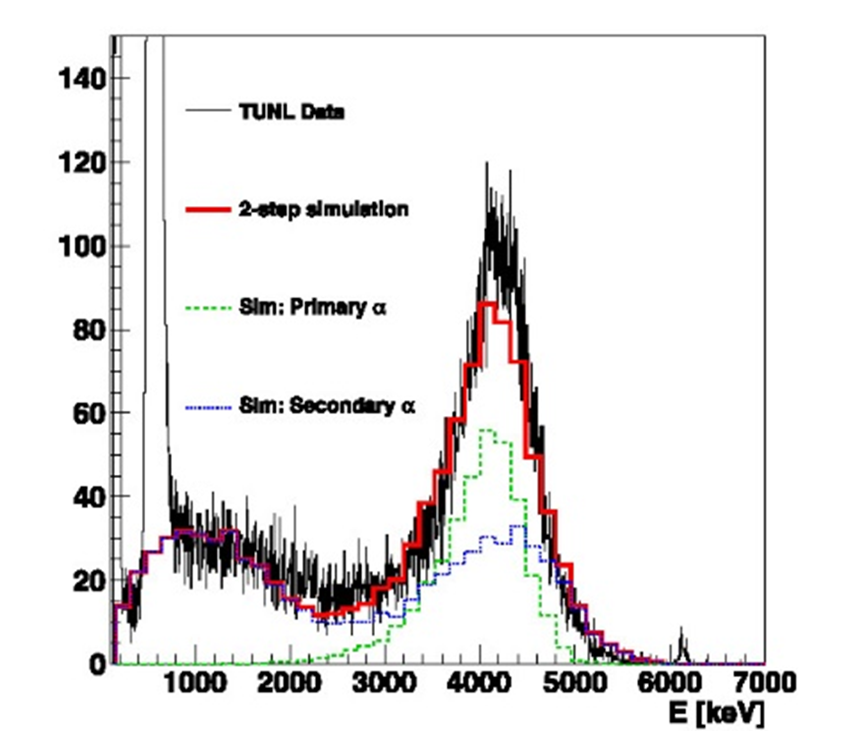 140
TUNL Data
120
2-step simulation
100
Sim: Primary α
80
Sim: Secondary α
60
40
20
0
1000 2000 3000 4000 5000 6000 7000
E [keV]